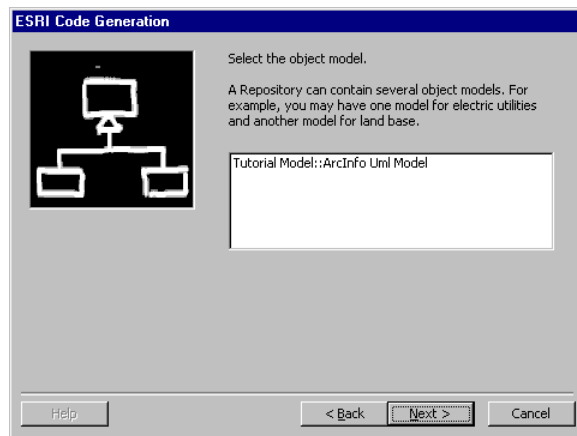 ESRI Code Generation
Select the object model.
A Repository can contain several object models. For
example, you may have one model for electric utilities
and another model for land base.
Tutorial Model::ArcInfo Uml Model
Help
< Back
Next >
Cancel